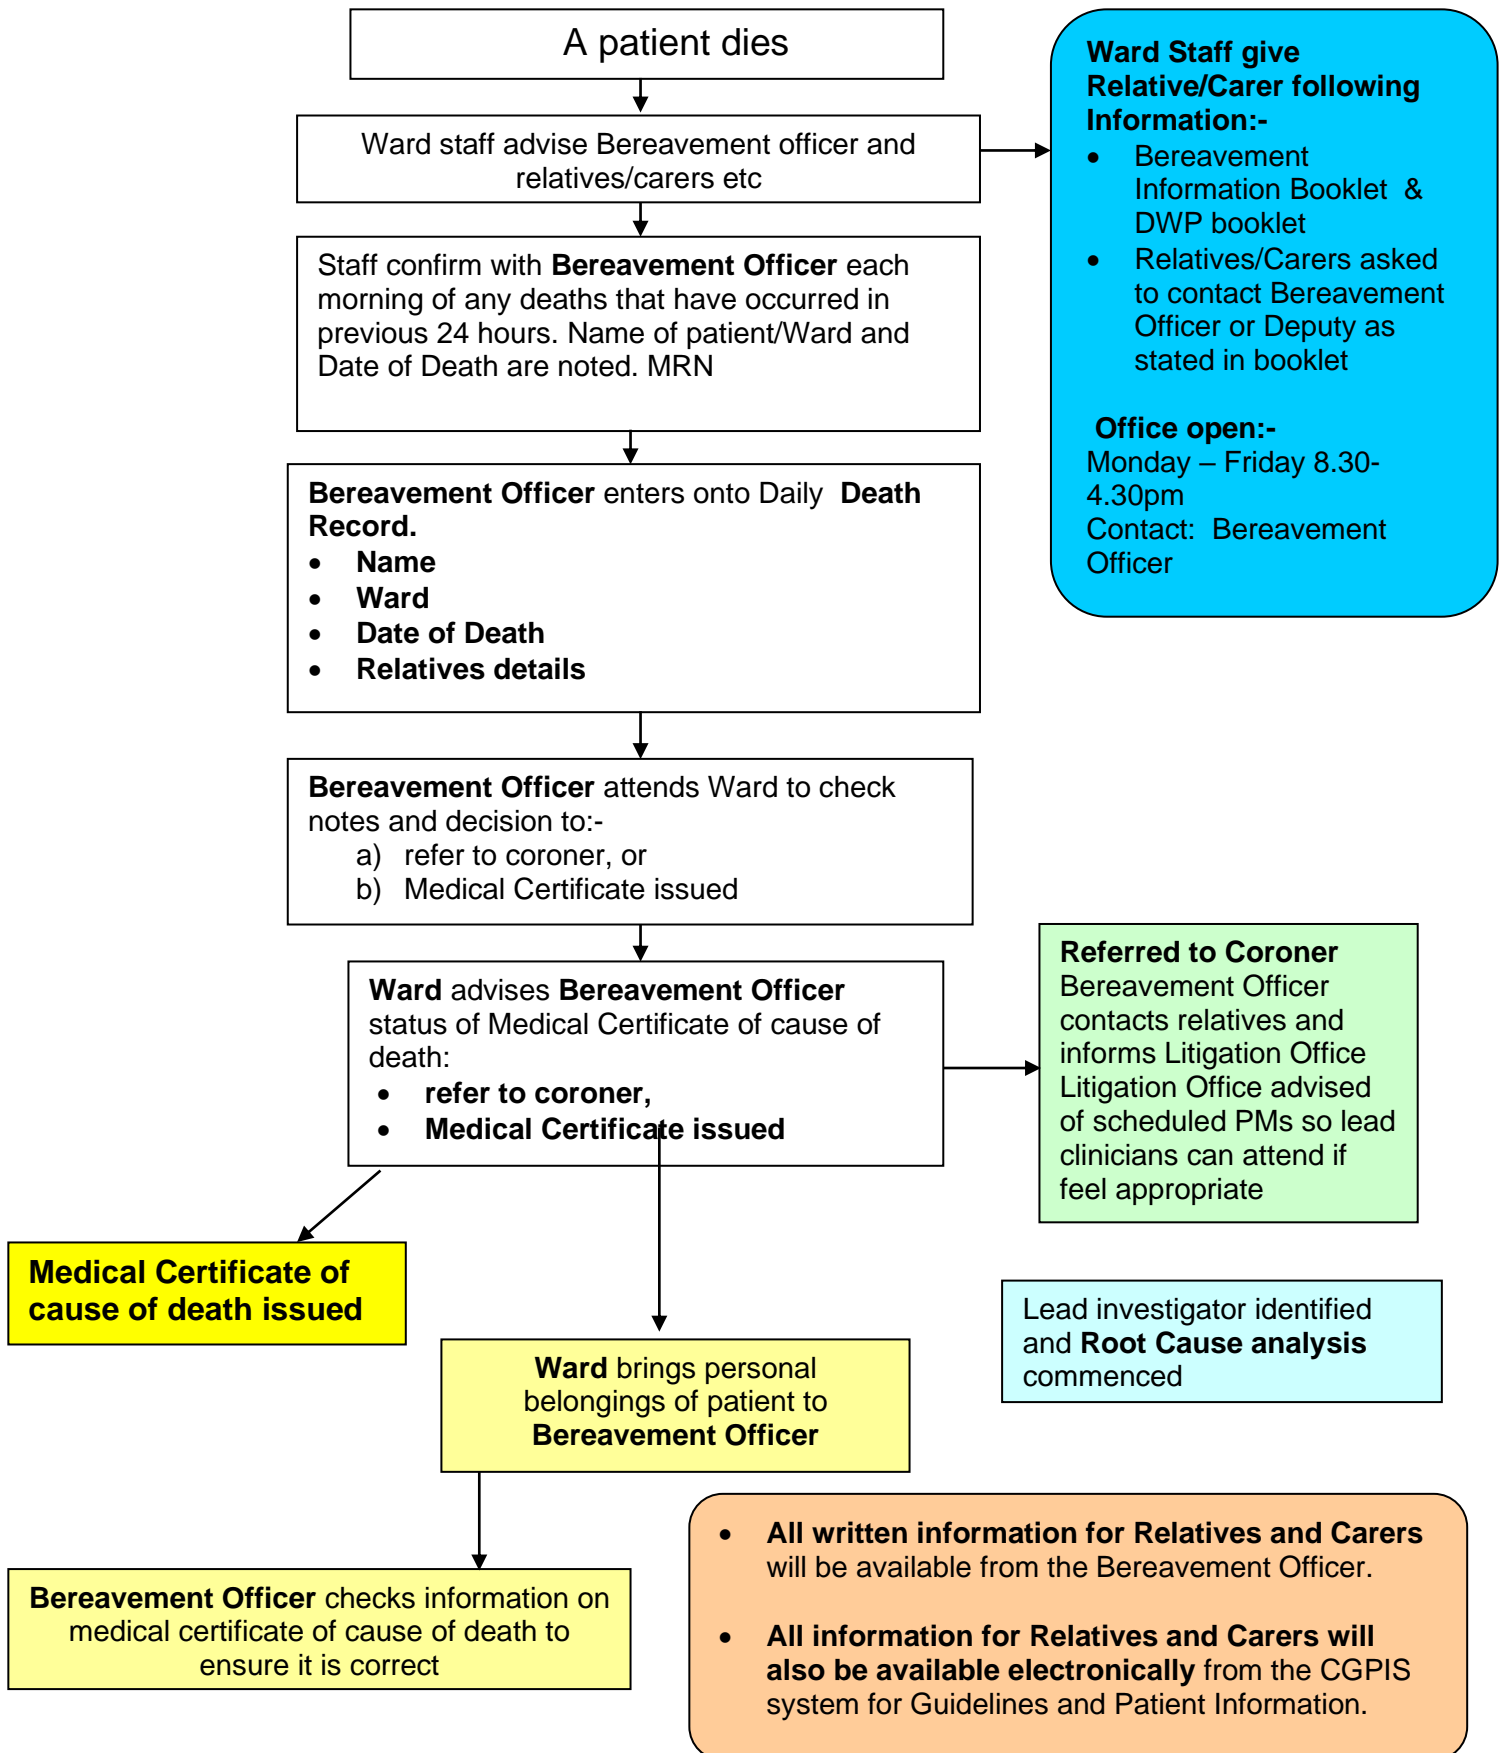 A patient dies
Ward staff advise Bereavement officer and
relatives/carers etc
Ward Staff give
Relative/Carer following
Information:-
• Bereavement
Information Booklet & 
DWP booklet
• Relatives/Carers asked
to contact Bereavement
Officer or Deputy as
stated in booklet
Office open:-
Monday – Friday 8.30-
4.30pm
Contact: Bereavement
Officer
Staff confirm with Bereavement Officer each
morning of any deaths that have occurred in
previous 24 hours. Name of patient/Ward and
Date of Death are noted. MRN
Bereavement Officer enters onto Daily Death
Record.
• Name
• Ward
• Date of Death
• Relatives details
Bereavement Officer attends Ward to check
notes and decision to:-
a) refer to coroner, or
b) Medical Certificate issued
Ward advises Bereavement Officer
status of Medical Certificate of cause of
death:
• refer to coroner,
• Medical Certificate issued
Referred to Coroner
Bereavement Officer
contacts relatives and
informs Litigation Office
Litigation Office advised
of scheduled PMs so lead
clinicians can attend if
feel appropriate
Medical Certificate of
cause of death issued
Lead investigator identified
and Root Cause analysis
commenced
Ward brings personal
belongings of patient to
Bereavement Officer
Bereavement Officer checks information on
medical certificate of cause of death to
ensure it is correct
• All written information for Relatives and Carers
will be available from the Bereavement Officer.
• All information for Relatives and Carers will
also be available electronically from the CGPIS
system for Guidelines and Patient Information.